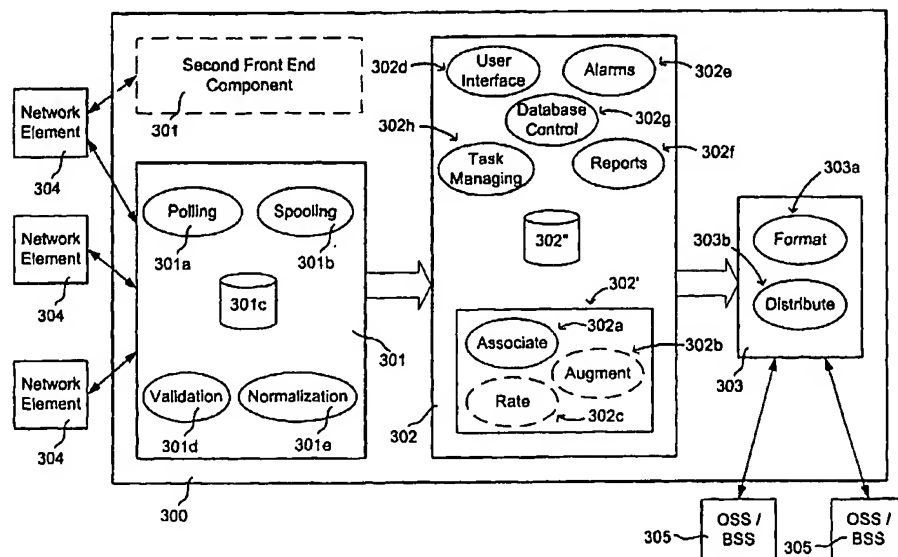 Second Front End
Component
301
Network
Element
304
Network
Element
304
Network
Element
304
Polling
301a
Spooling
301b
301c
301
Validation
301d
Normalization
301e
300
302d
User
Interface
Alarms
302e
Database
Control
302g
302h
Task
Managing
Reports
302f
302"
302'
Associate
302a
Augment
302b
Rate
302c
302
303a
Format
303b
Distribute
303
305
OSS /
BSS
305
OSS /
BSS